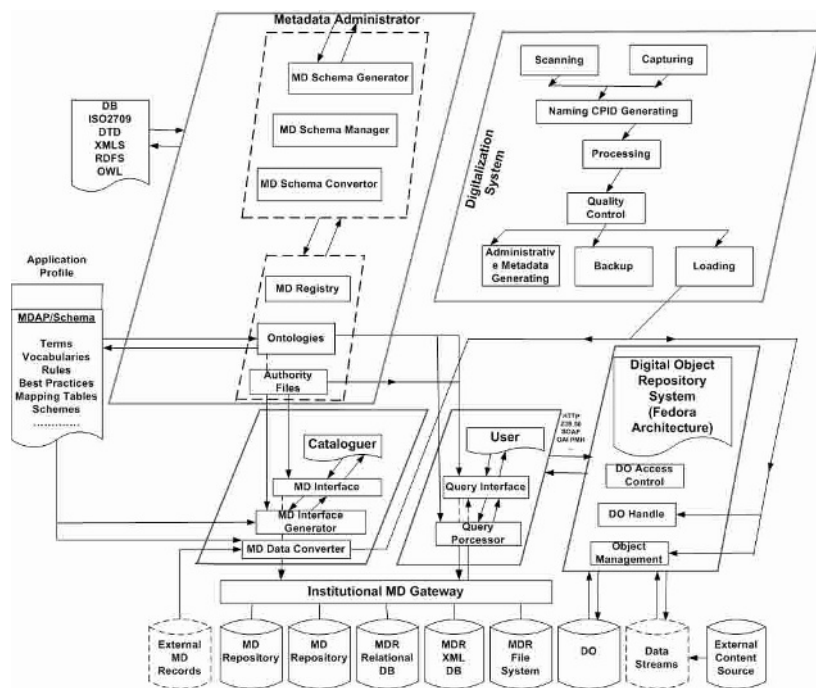 Metadata Administrator
MD Schema Generator
MD Schema Manager
MD Schema Convertor
DB
ISO2709
DTD
XMLS
RDFS
OWL
Scanning
Capturing
Naming CPID Generating
Processing
Quality
Control
Administrativ
e Metadata
Generating
Backup
Loading
Digitalization
System
Application
Profile
MDAP/Schema
Terms
Vocabularies
Rules
Best Practices
Mapping Tables
Schemes
.............
MD Registry
Ontologies
Authority
Files
Cataloguer
MD Interface
MD Interface
Generator
MD Data Converter
User
Query Interface
Query
Porcessor
HTTP
Z39.50
SOAP
OAI PMH
...
Digital Object
Repository
System
(Fedora
Architecture)
DO Access
Control
DO Handle
Object
Management
Institutional MD Gateway
External
MD
Records
MD
Repository
MD
Repository
MDR
Relational
DB
MDR
XML
DB
MDR
File
System
DO
Data
Streams
External
Content
Source